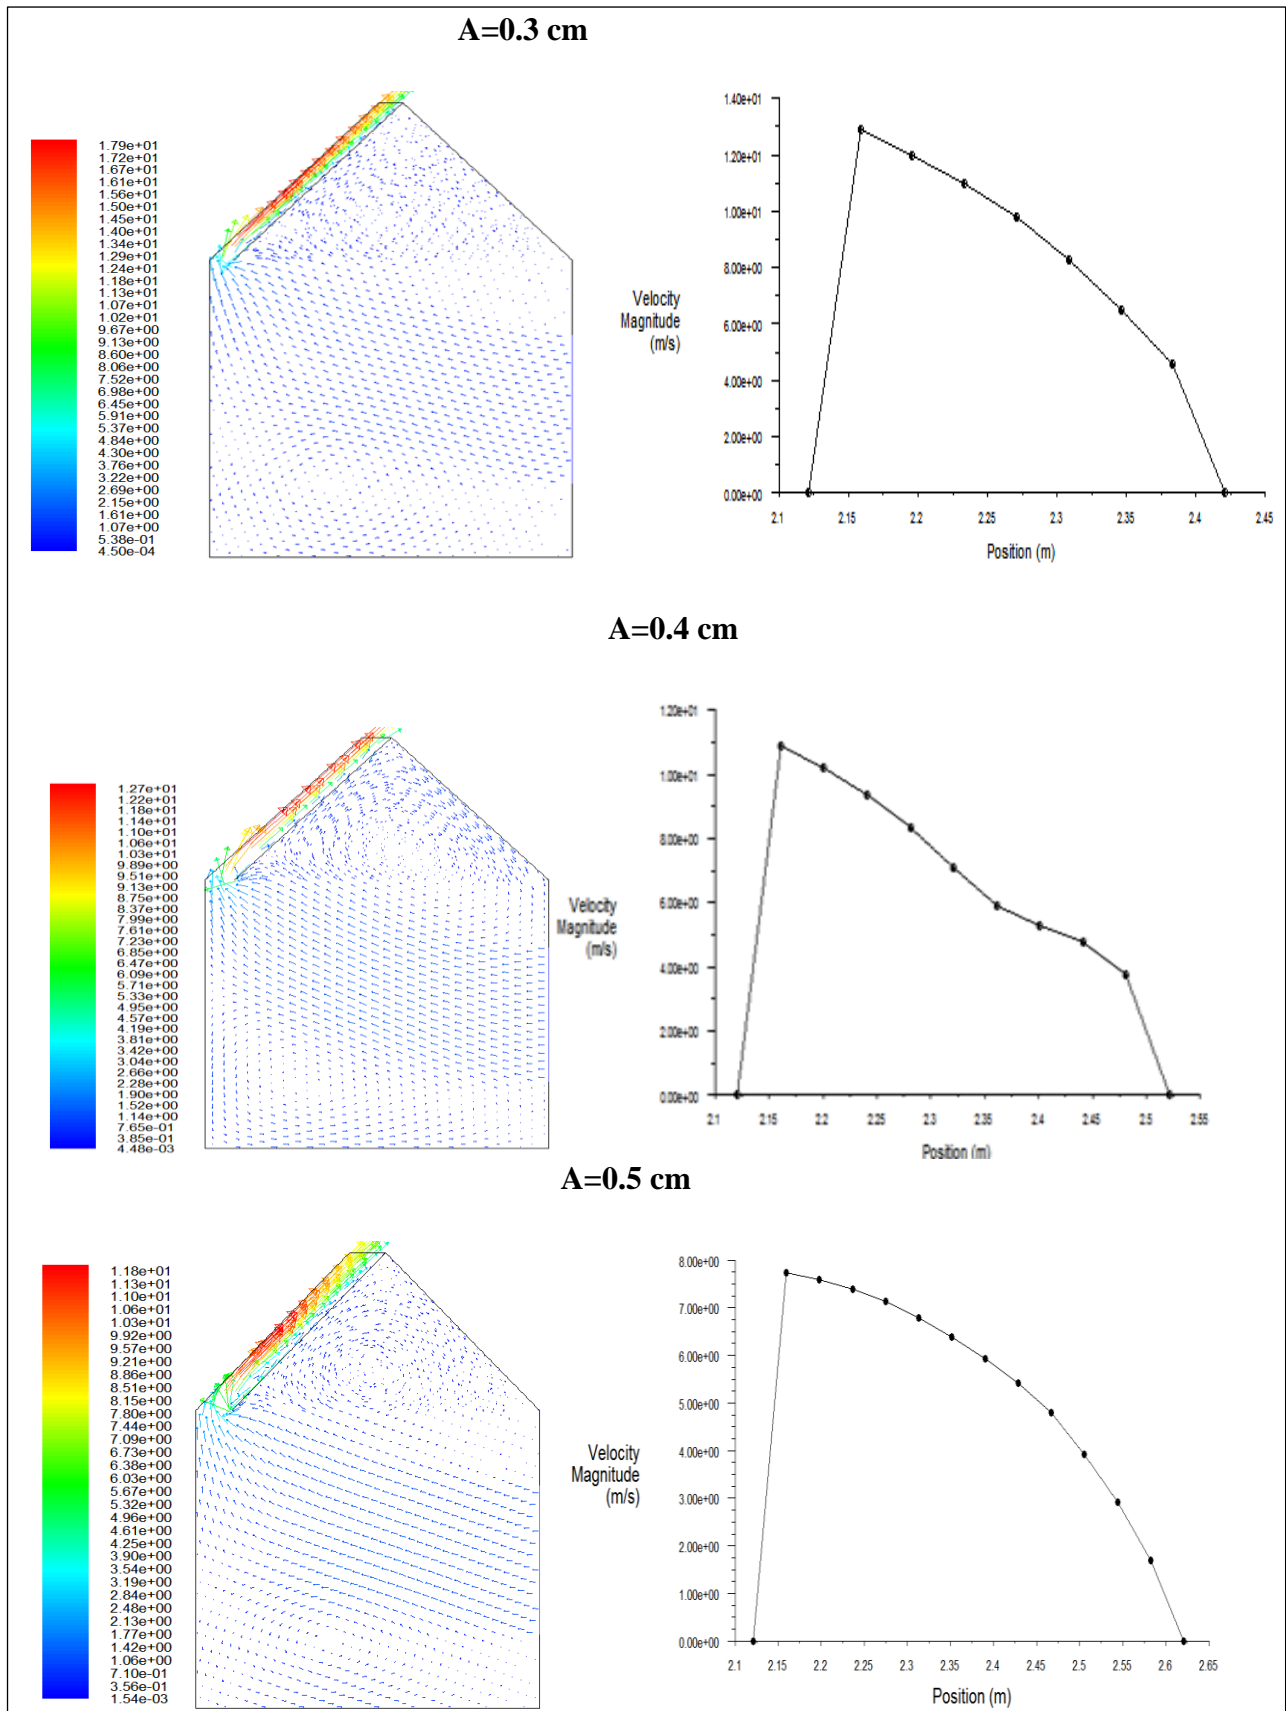 A=0.3 cm
1.79e+01
1.72e+01
1.67e+01
1.61e+01
1.56e+01
1.50e+01
1.45e+01
1.40e+01
1.34e+01
1.29e+01
1.24e+01
1.18e+01
1.13e+01
1.07e+01
1.02e+01
9.67e+00
9.13e+00
8.60e+00
8.06e+00
7.52e+00
6.98e+00
6.45e+00
5.91e+00
5.37e+00
4.84e+00
4.30e+00
3.76e+00
3.22e+00
2.69e+00
2.15e+00
1.61e+00
1.07e+00
5.38e-01
4.50e-04
1.40e+01
1.20e+01
1.00e+01
8.00e+00
6.00e+00
4.00e+00
2.00e+00
0.00e+00
Velocity
Magnitude
(m/s)
2.1 2.15 2.2 2.25 2.3 2.35 2.4 2.45
Position (m)
A=0.4 cm
1.27e+01
1.22e+01
1.18e+01
1.14e+01
1.10e+01
1.06e+01
1.03e+01
9.89e+00
9.51e+00
9.13e+00
8.75e+00
8.37e+00
7.99e+00
7.61e+00
7.23e+00
6.85e+00
6.47e+00
6.09e+00
5.71e+00
5.33e+00
4.95e+00
4.57e+00
4.19e+00
3.81e+00
3.42e+00
3.04e+00
2.66e+00
2.28e+00
1.90e+00
1.52e+00
1.14e+00
7.65e-01
3.85e-01
4.48e-03
1.20e+01
1.00e+01
8.00e+00
6.00e+00
4.00e+00
2.00e+00
0.00e+00
Velocity
Magnitude
(m/s)
2.1 2.15 2.2 2.25 2.3 2.35 2.4 2.45 2.5 2.55
Position (m)
A=0.5 cm
1.18e+01
1.13e+01
1.10e+01
1.06e+01
1.03e+01
9.92e+00
9.57e+00
9.21e+00
8.86e+00
8.51e+00
8.15e+00
7.80e+00
7.44e+00
7.09e+00
6.73e+00
6.38e+00
6.03e+00
5.67e+00
5.32e+00
4.96e+00
4.61e+00
4.25e+00
3.90e+00
3.54e+00
3.19e+00
2.84e+00
2.48e+00
2.13e+00
1.77e+00
1.42e+00
1.06e+00
7.10e-01
3.56e-01
1.54e-03
8.00e+00
7.00e+00
6.00e+00
5.00e+00
4.00e+00
3.00e+00
2.00e+00
1.00e+00
0.00e+00
Velocity
Magnitude
(m/s)
2.1 2.15 2.2 2.25 2.3 2.35 2.4 2.45 2.5 2.55 2.6 2.65
Position (m)